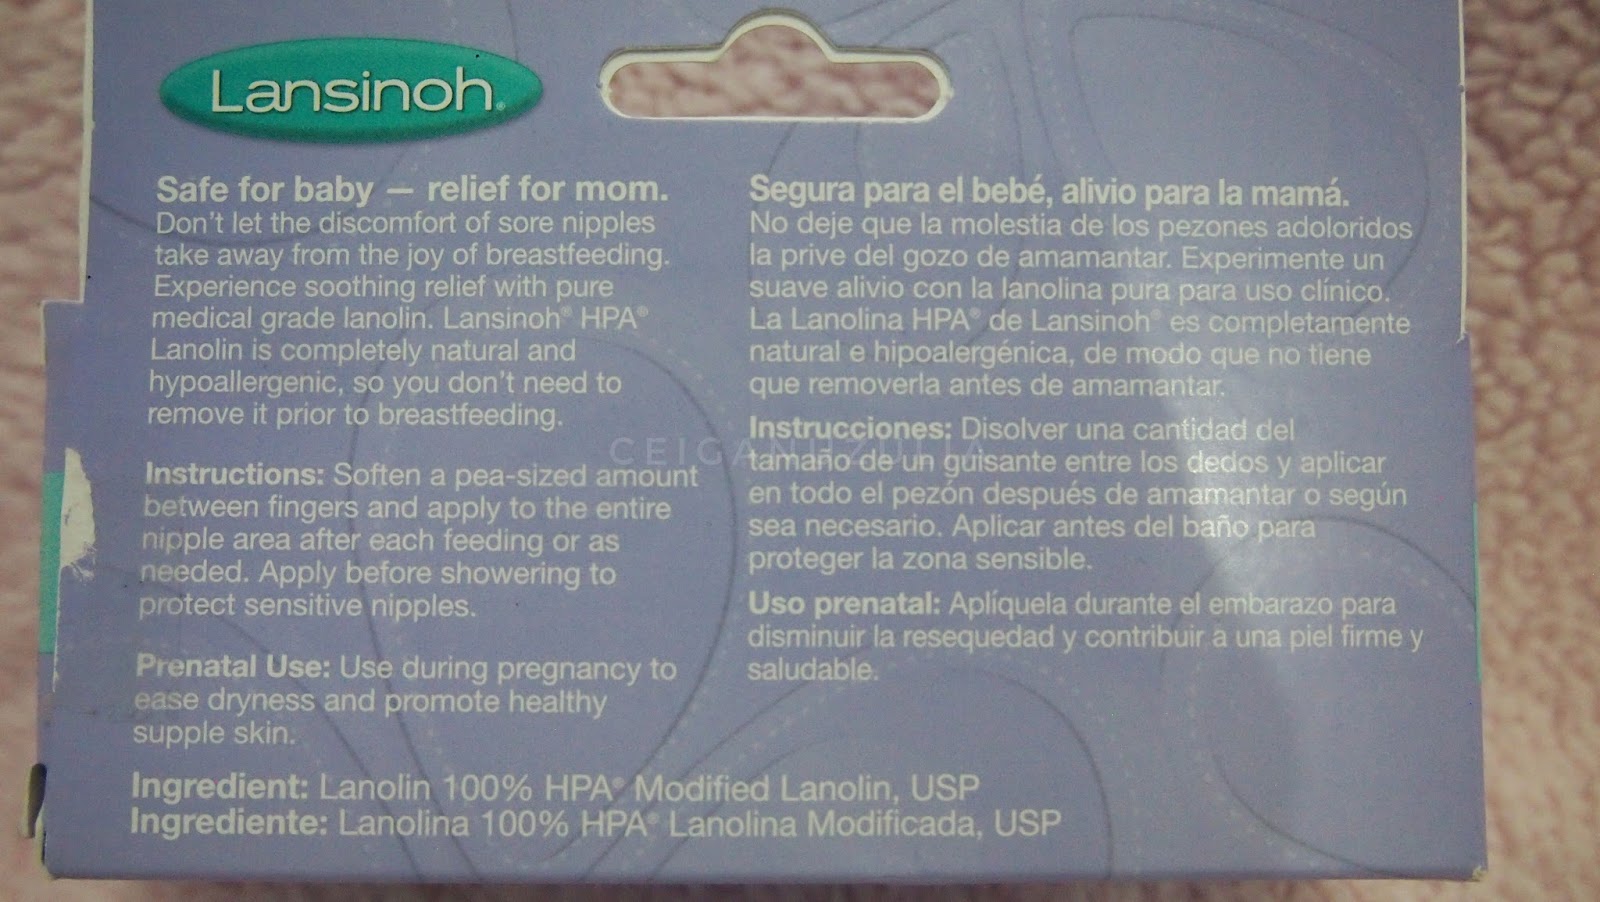 Lansinoh®
Safe for baby — relief for mom.
Don't let the discomfort of sore nipples
take away from the joy of breastfeeding.
Experience soothing relief with pure
medical grade lanolin. Lansinoh® HPA®
Lanolin is completely natural and
hypoallergenic, so you don't need to
remove it prior to breastfeeding.
Instructions: Soften a pea-sized amount
between fingers and apply to the entire
nipple area after each feeding or as
needed. Apply before showering to
protect sensitive nipples.
Prenatal Use: Use during pregnancy to
ease dryness and promote healthy
supple skin.
Segura para el bebé, alivio para la mamá.
No deje que la molestia de los pezones adoloridos
la prive del gozo de amamantar. Experimente un
suave alivio con la lanolina pura para uso clínico.
La Lanolina HPA® de Lansinoh® es completamente
natural e hipoalergénica, de modo que no tiene
que removerla antes de amamantar.
Instrucciones: Disolver una cantidad del
tamaño de un guisante entre los dedos y aplicar
en todo el pezón después de amamantar o según
sea necesario. Aplicar antes del baño para
proteger la zona sensible.
Uso prenatal: Aplíquela durante el embarazo para
disminuir la resequedad y contribuir a una piel firme y
saludable.
Ingredient: Lanolin 100% HPA® Modified Lanolin, USP
Ingrediente: Lanolina 100% HPA® Lanolina Modificada, USP